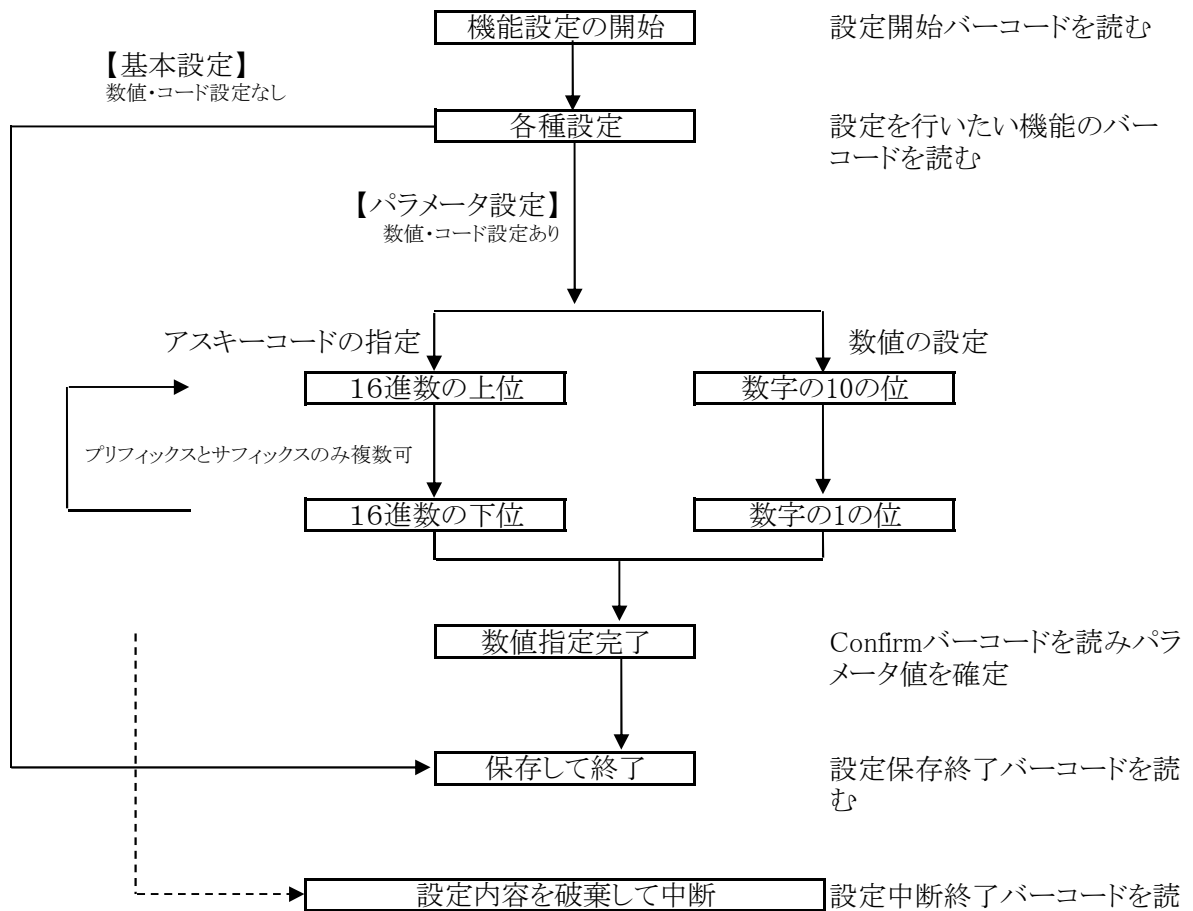 機能設定の開始
設定開始バーコードを読む
【基本設定】
数値・コード設定なし
各種設定
設定を行いたい機能のバー
コードを読む
【パラメータ設定】
数値・コード設定あり
アスキーコードの指定
数値の設定
16進数の上位
数字の10の位
プリフィックスとサフィックスのみ複数可
16進数の下位
数字の1の位
数値指定完了
Confirmバーコードを読みパラ
メータ値を確定
保存して終了
設定保存終了バーコードを読
む
設定内容を破棄して中断
設定中断終了バーコードを読